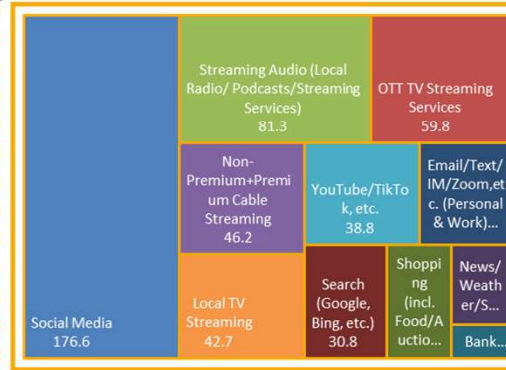 Streaming Audio (Local
Radio/ Podcasts/Streaming
Services)
81.3
OTT TV Streaming
Services
59.8
Non-
Premium+Premi
um Cable
Streaming
46.2
YouTube/TikTo
k, etc.
38.8
Email/Text/
IM/Zoom,et
c. (Personal
& Work)...
Social Media
176.6
Local TV
Streaming
42.7
Search
(Google,
Bing, etc.)
30.8
Shoppi
ng
(incl.
Food/A
uctio...
News/
Weath
er/S...
Bank...